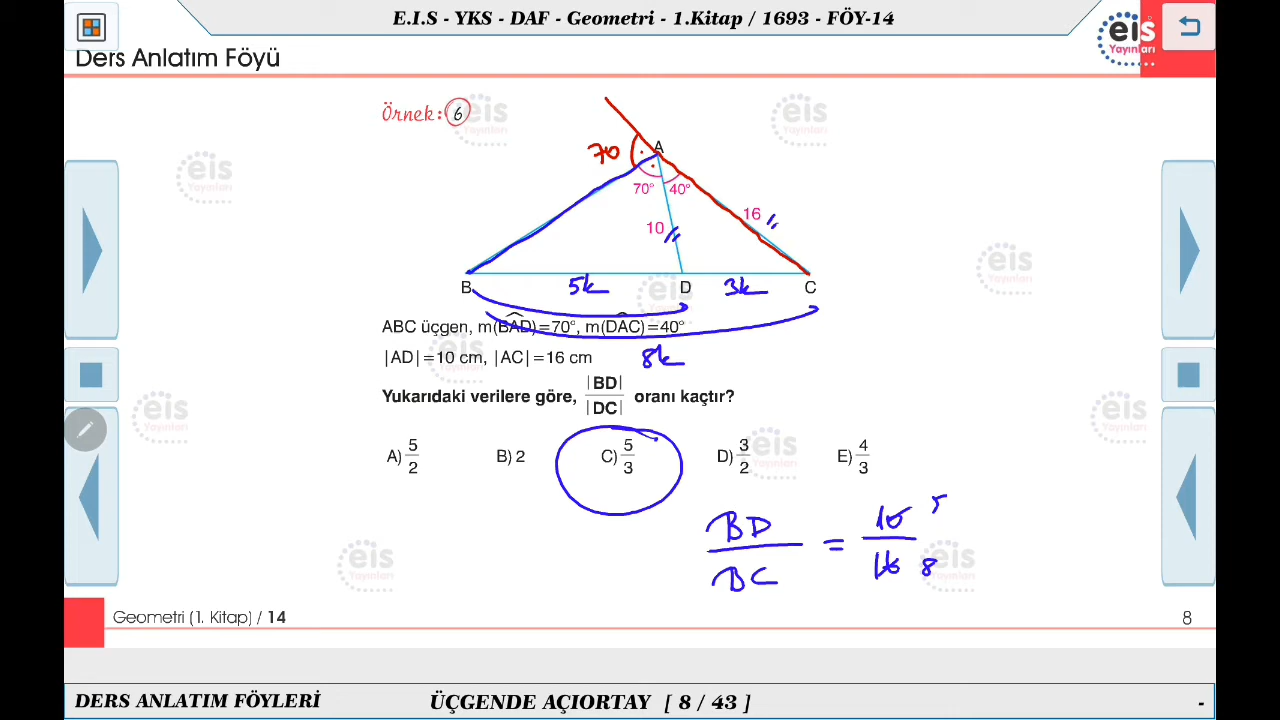 E.I.S - YKS - DAF - Geometri - 1.Kitap / 1693 - FÖY-14
eis
Yayınları
Ders Anlatım Föyü
Örnek: 6
70
A
70° 40°
10
16
B
5k
D
3k
C
ABC üçgen, m(BAD)=70°, m(DAC)=40°
|AD|=10 cm, |AC|=16 cm
8k
Yukarıdaki verilere göre, |BD| / |DC| oranı kaçtır?
A) 5/2 B) 2 C) 5/3 D) 3/2 E) 4/3
BD / BC = 10 / 16 5 8
Geometri (1. Kitap) / 14
8
DERS ANLATIM FÖYLERİ ÜÇGENDE AÇIORTAY [ 8 / 43 ] -